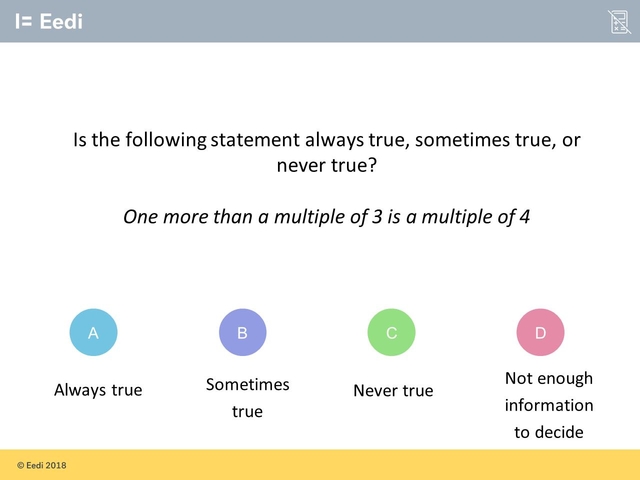 Eedi
Is the following statement always true, sometimes true, or
never true?
One more than a multiple of 3 is a multiple of 4
A
B
C
D
Always true
Sometimes
true
Never true
Not enough
information
to decide
© Eedi 2018